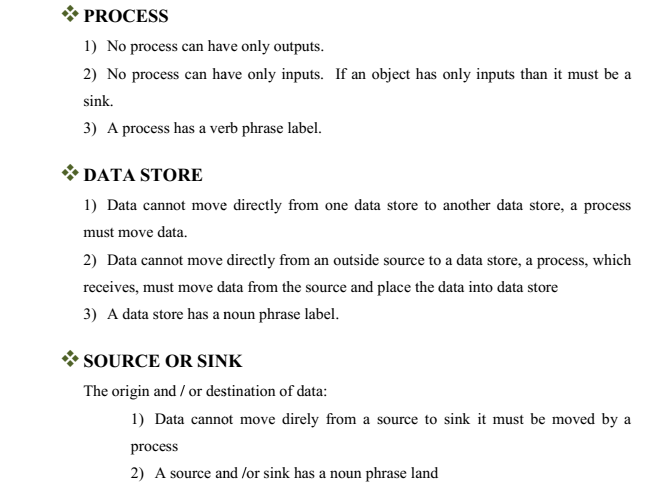 PROCESS
1) No process can have only outputs.
2) No process can have only inputs. If an object has only inputs than it must be a
sink.
3) A process has a verb phrase label.
DATA STORE
1) Data cannot move directly from one data store to another data store, a process
must move data.
2) Data cannot move directly from an outside source to a data store, a process, which
receives, must move data from the source and place the data into data store
3) A data store has a noun phrase label.
SOURCE OR SINK
The origin and / or destination of data:
1) Data cannot move direly from a source to sink it must be moved by a
process
2) A source and /or sink has a noun phrase land